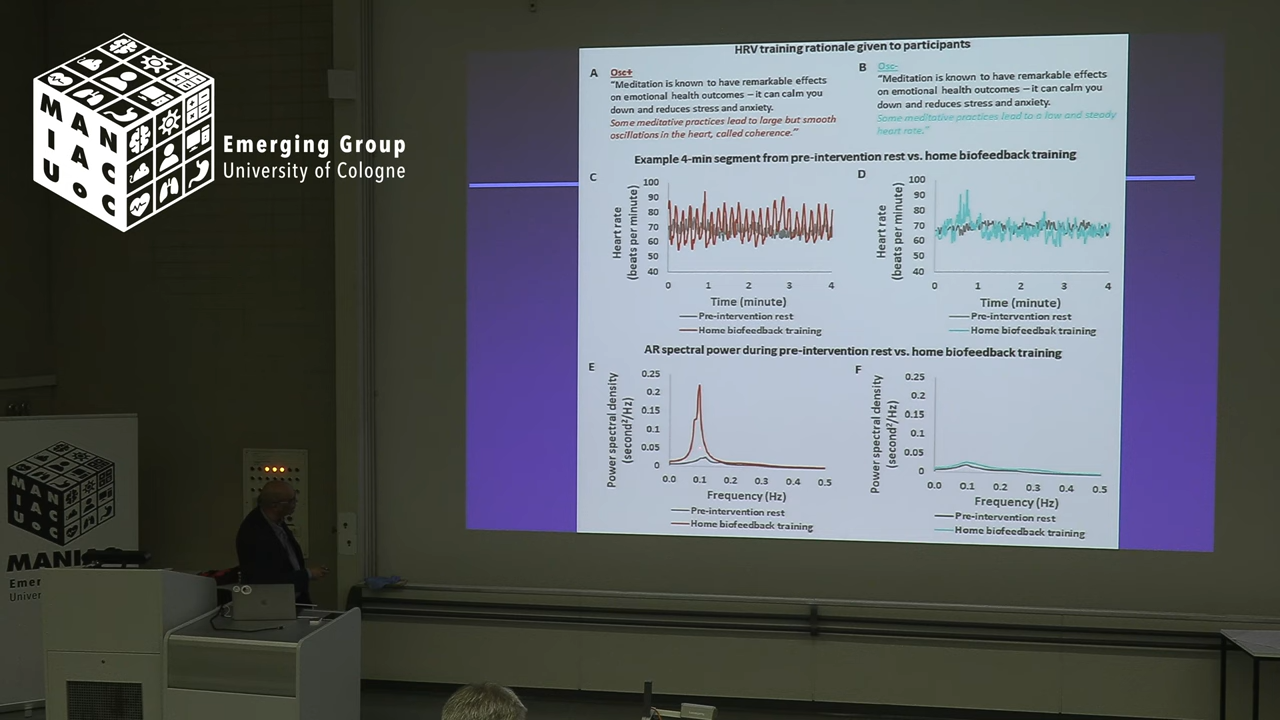 MANI
AC
U o C
Emerging Group
University of Cologne
HRV training rationale given to participants
A
Osc+
"Meditation is known to have remarkable effects
on emotional health outcomes – it can calm you
down and reduces stress and anxiety.
Some meditative practices lead to large but smooth
oscillations in the heart, called coherence."
B
Osc-
"Meditation is known to have remarkable effects
on emotional health outcomes – it can calm you
down and reduces stress and anxiety.
Some meditative practices lead to a low and steady
heart rate."
Example 4-min segment from pre-intervention rest vs. home biofeedback training
C
Heart rate
(beats per minute)
100
90
80
70
60
50
40
0 1 2 3 4
Time (minute)
Pre-intervention rest
Home biofeedback training
D
Heart rate
(beats per minute)
100
90
80
70
60
50
40
0 1 2 3 4
Time (minute)
Pre-intervention rest
Home biofeedbak training
AR spectral power during pre-intervention rest vs. home biofeedback training
E
Power spectral density
(second²/Hz)
0.25
0.2
0.15
0.1
0.05
0
0.0 0.1 0.2 0.3 0.4 0.5
Frequency (Hz)
Pre-intervention rest
Home biofeedback training
F
Power spectral density
(second²/Hz)
0.25
0.2
0.15
0.1
0.05
0
0.0 0.1 0.2 0.3 0.4 0.5
Frequency (Hz)
Pre-intervention rest
Home biofeedback training
MANI
Emer
Univer